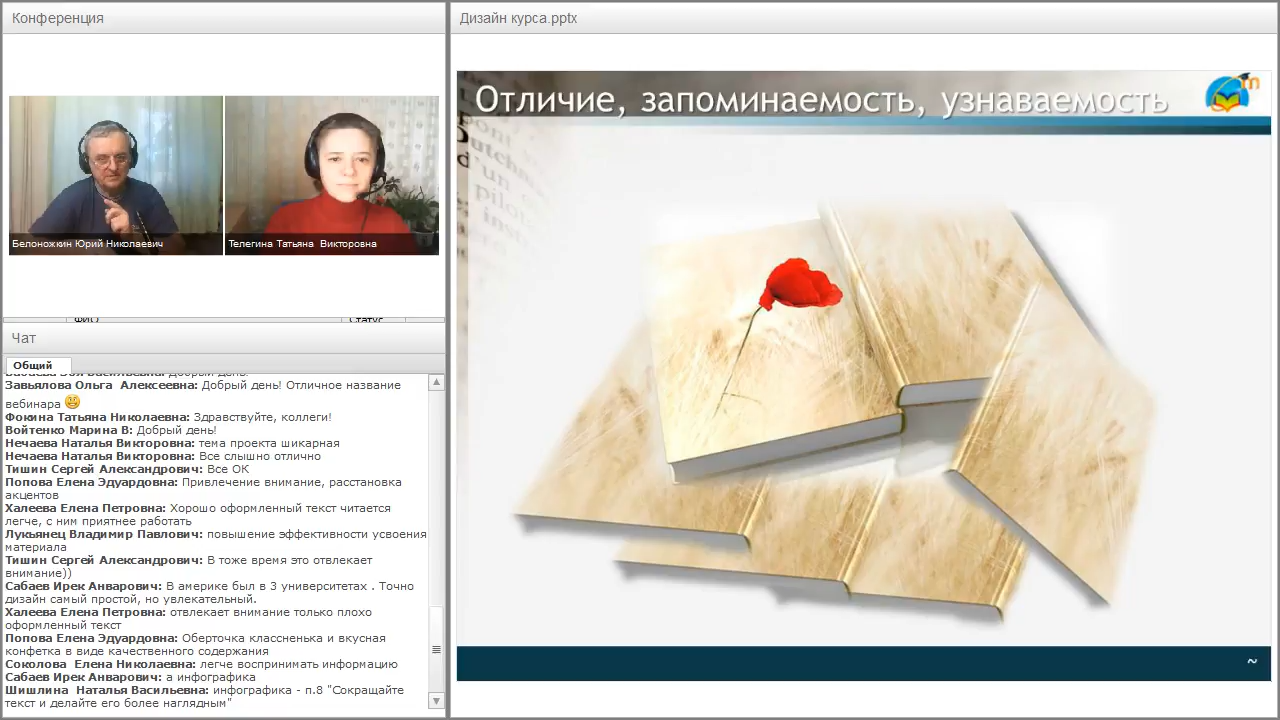 Конференция
Дизайн курса.pptx
Отличие, запоминаемость, узнаваемость
Белоножкин Юрий Николаевич
Телегина Татьяна Викторовна
ФИО
Статус
Чат
Общий
Завьялова Ольга Алексеевна: Добрый день! Отличное название
вебинара
Фокина Татьяна Николаевна: Здравствуйте, коллеги!
Войтенко Марина В: Добрый день!
Нечаева Наталья Викторовна: тема проекта шикарная
Нечаева Наталья Викторовна: Все слышно отлично
Тишин Сергей Александрович: Все ОК
Попова Елена Эдуардовна: Привлечение внимание, расстановка
акцентов
Халеева Елена Петровна: Хорошо оформленный текст читается
легче, с ним приятнее работать
Лукьянец Владимир Павлович: повышение эффективности усвоения
материала
Тишин Сергей Александрович: В тоже время это отвлекает
внимание))
Сабаев Ирек Анварович: В америке был в 3 университетах . Точно
дизайн самый простой, но увлекательный.
Халеева Елена Петровна: отвлекает внимание только плохо
оформленный текст
Попова Елена Эдуардовна: Оберточка классненька и вкусная
конфетка в виде качественного содержания
Соколова Елена Николаевна: легче воспринимать информацию
Сабаев Ирек Анварович: а инфографика
Шишлина Наталья Васильевна: инфографика - п.8 "Сокращайте
текст и делайте его более наглядным"
~